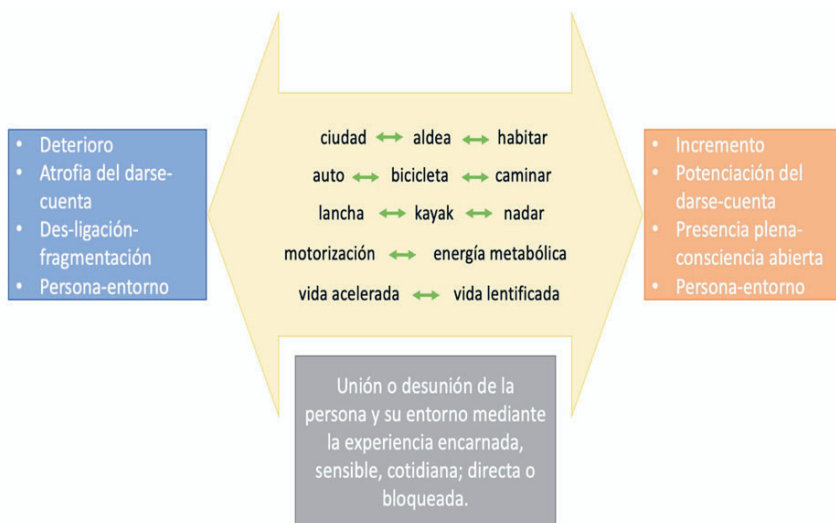 • Deterioro
• Atrofia del darse-
cuenta
• Des-ligación-
fragmentación
• Persona-entorno
ciudad ↔ aldea ↔ habitar
auto ↔ bicicleta ↔ caminar
lancha ↔ kayak ↔ nadar
motorización ↔ energía metabólica
vida acelerada ↔ vida lentificada
• Incremento
• Potenciación del
darse-cuenta
• Presencia plena-
consciencia abierta
• Persona-entorno
Unión o desunión de la
persona y su entorno mediante
la experiencia encarnada,
sensible, cotidiana; directa o
bloqueada.